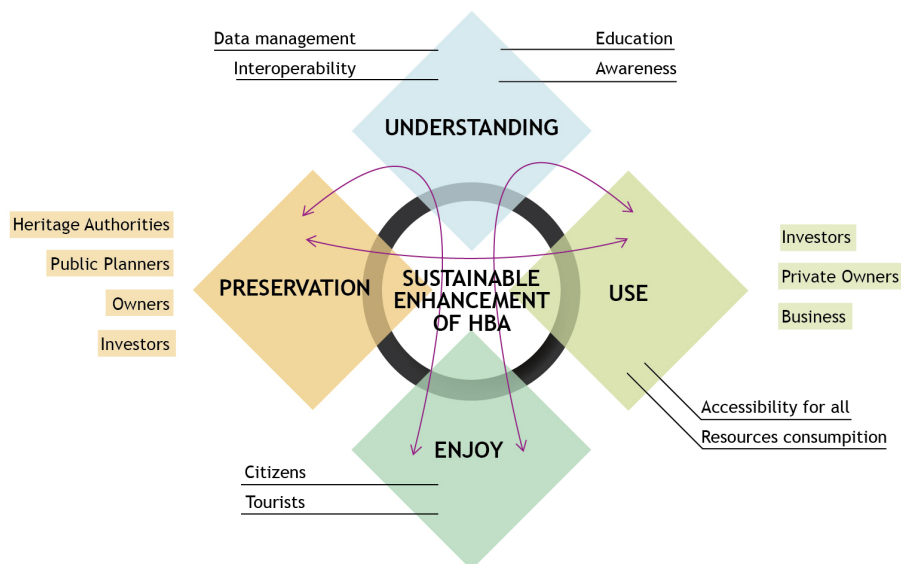 Data management
Interoperability
Education
Awareness
UNDERSTANDING
Heritage Authorities
Public Planners
Owners
Investors
PRESERVATION
SUSTAINABLE
ENHANCEMENT
OF HBA
USE
Investors
Private Owners
Business
Accessibility for all
Resources consumpition
ENJOY
Citizens
Tourists